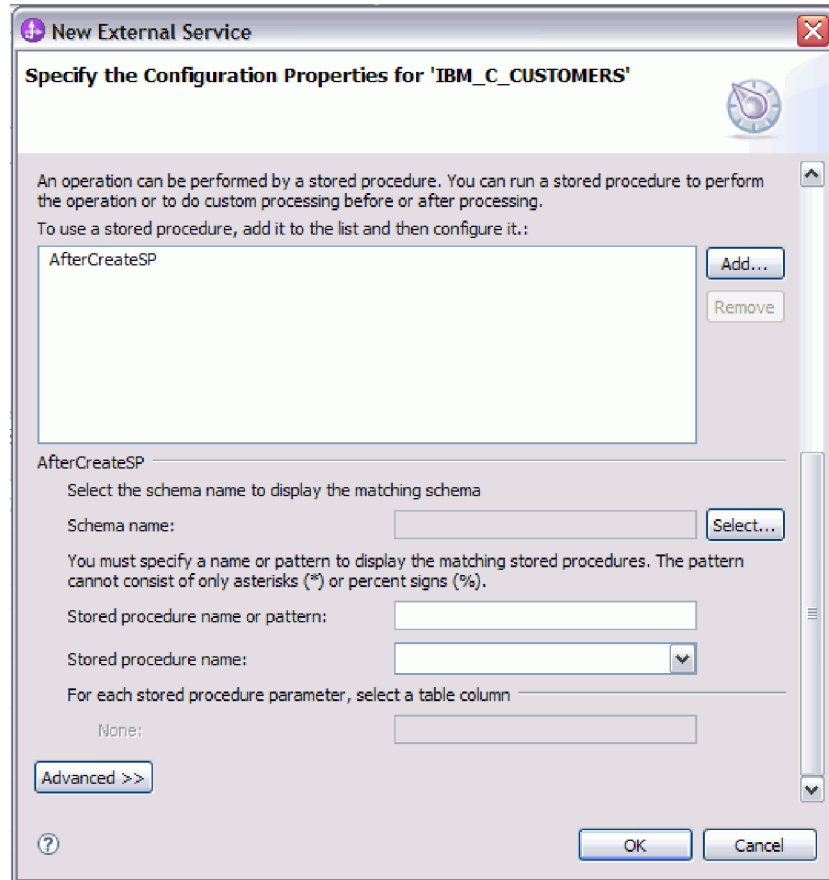 New External Service
Specify the Configuration Properties for 'IBM_C_CUSTOMERS'
An operation can be performed by a stored procedure. You can run a stored procedure to perform
the operation or to do custom processing before or after processing.
To use a stored procedure, add it to the list and then configure it.:
AfterCreateSP
Add...
Remove
AfterCreateSP
Select the schema name to display the matching schema
Schema name:
Select...
You must specify a name or pattern to display the matching stored procedures. The pattern
cannot consist of only asterisks (*) or percent signs (%).
Stored procedure name or pattern:
Stored procedure name:
For each stored procedure parameter, select a table column
None:
Advanced >>
?
OK
Cancel